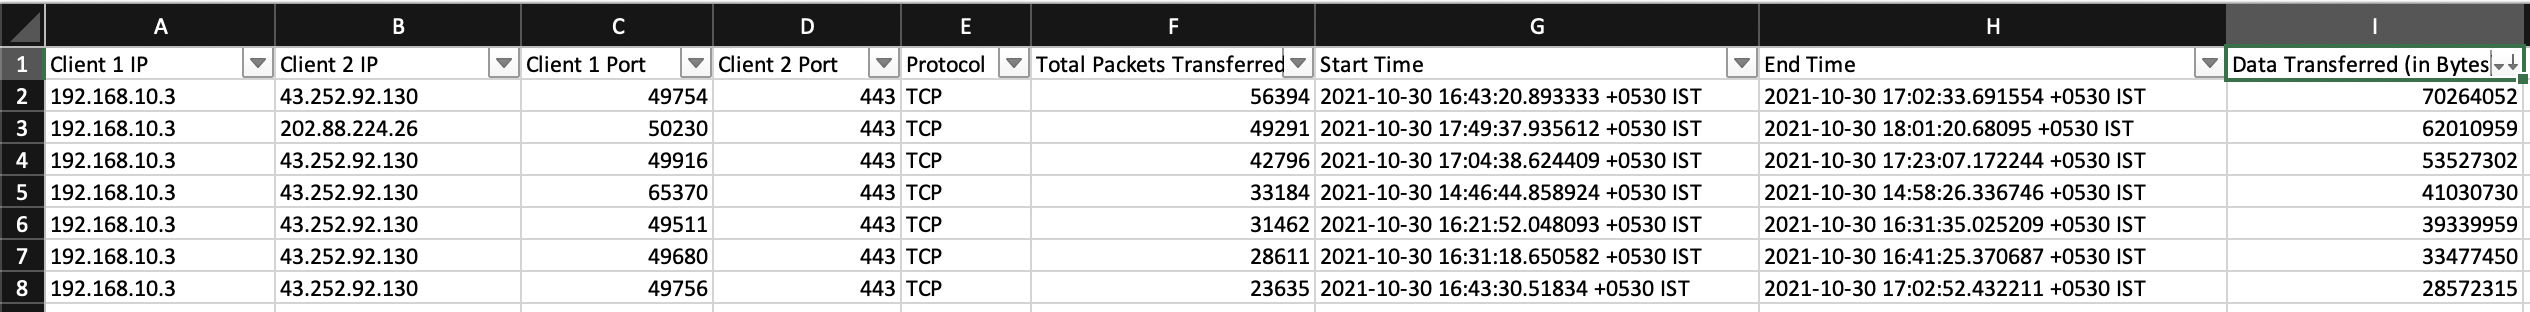 A B C D E F G H I
1 Client 1 IP Client 2 IP Client 1 Port Client 2 Port Protocol Total Packets Transferred Start Time End Time Data Transferred (in Bytes
2 192.168.10.3 43.252.92.130 49754 443 TCP 56394 2021-10-30 16:43:20.893333 +0530 IST 2021-10-30 17:02:33.691554 +0530 IST 70264052
3 192.168.10.3 202.88.224.26 50230 443 TCP 49291 2021-10-30 17:49:37.935612 +0530 IST 2021-10-30 18:01:20.68095 +0530 IST 62010959
4 192.168.10.3 43.252.92.130 49916 443 TCP 42796 2021-10-30 17:04:38.624409 +0530 IST 2021-10-30 17:23:07.172244 +0530 IST 53527302
5 192.168.10.3 43.252.92.130 65370 443 TCP 33184 2021-10-30 14:46:44.858924 +0530 IST 2021-10-30 14:58:26.336746 +0530 IST 41030730
6 192.168.10.3 43.252.92.130 49511 443 TCP 31462 2021-10-30 16:21:52.048093 +0530 IST 2021-10-30 16:31:35.025209 +0530 IST 39339959
7 192.168.10.3 43.252.92.130 49680 443 TCP 28611 2021-10-30 16:31:18.650582 +0530 IST 2021-10-30 16:41:25.370687 +0530 IST 33477450
8 192.168.10.3 43.252.92.130 49756 443 TCP 23635 2021-10-30 16:43:30.51834 +0530 IST 2021-10-30 17:02:52.432211 +0530 IST 28572315